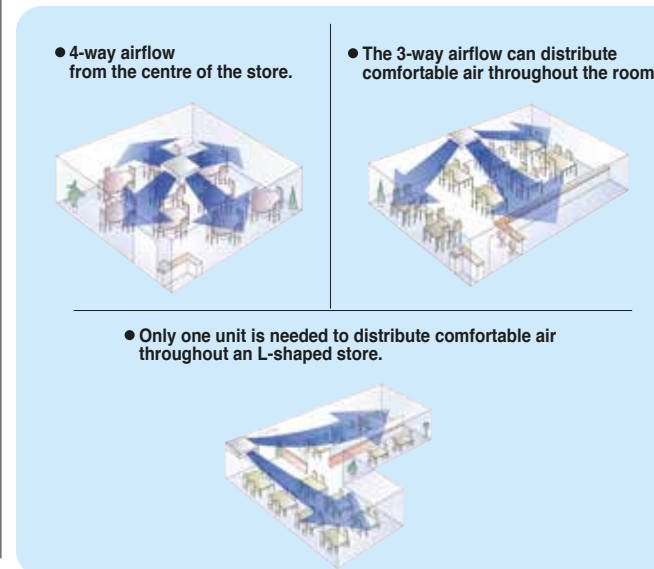 ● 4-way airflow
from the centre of the store.
● The 3-way airflow can distribute
comfortable air throughout the room
● Only one unit is needed to distribute comfortable air
throughout an L-shaped store.